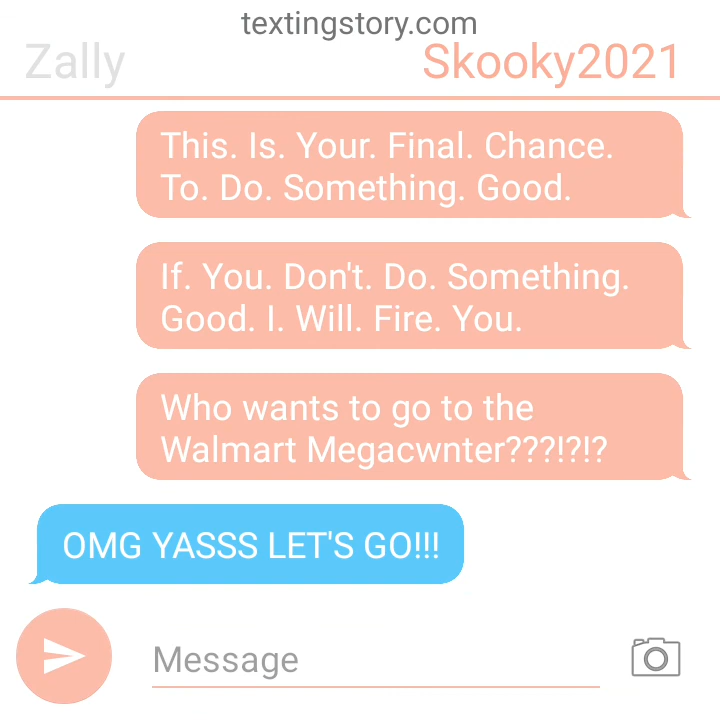 textingstory.com
Zally
Skooky2021
This. Is. Your. Final. Chance.
To. Do. Something. Good.
If. You. Don't. Do. Something.
Good. I. Will. Fire. You.
Who wants to go to the
Walmart Megacwnter???!?!?
OMG YASSS LET'S GO!!!
Message